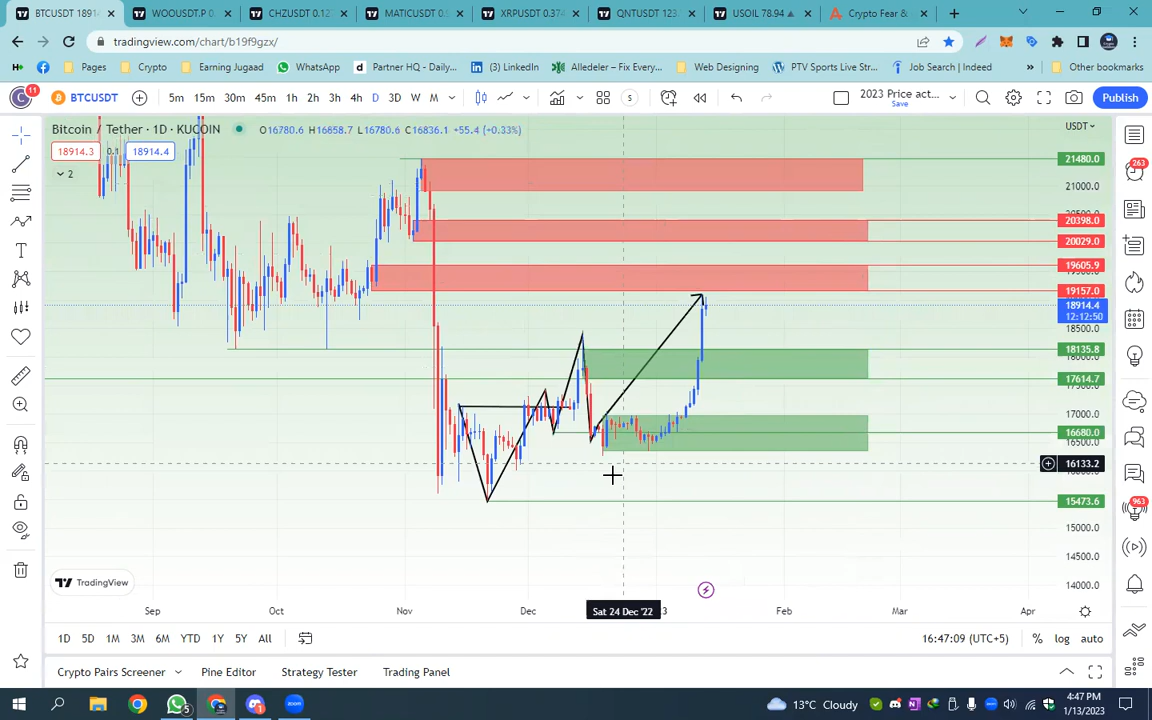 BTCUSDT 1891
WOOUSDT.P 0.
CHZUSDT 0.12
MATICUSDT 0.
XRPUSDT 0.374
QNTUSDT 123.
USOIL 78.94
Crypto Fear &
tradingview.com/chart/b19f9gzx/
Pages
Crypto
Earning Jugaad
WhatsApp
Partner HQ - Daily...
(3) LinkedIn
Alledeler – Fix Every...
Web Designing
PTV Sports Live Str...
Job Search | Indeed
»
Other bookmarks
11
BTCUSDT
5m 15m 30m 45m 1h 2h 3h 4h D 3D W M
2023 Price act...
Save
Publish
Bitcoin / Tether · 1D · KUCOIN
O16780.6 H16858.7 L16780.6 C16836.1 +55.4 (+0.33%)
USDT
18914.3 0.1 18914.4
2
21480.0
263
21000.0
20398.0
20029.0
19605.9
19157.0
18914.4
12:12:50
18500.0
18135.8
18000.0
17614.7
17000.0
16680.0
16500.0
16133.2
15473.6
963
15000.0
14500.0
14000.0
TradingView
Sep
Oct
Nov
Dec
Sat 24 Dec '22
3
Feb
Mar
Apr
1D 5D 1M 3M 6M YTD 1Y 5Y All
16:47:09 (UTC+5)
% log auto
Crypto Pairs Screener
Pine Editor
Strategy Tester
Trading Panel
5
1
zoom
13°C Cloudy
4:47 PM
1/13/2023